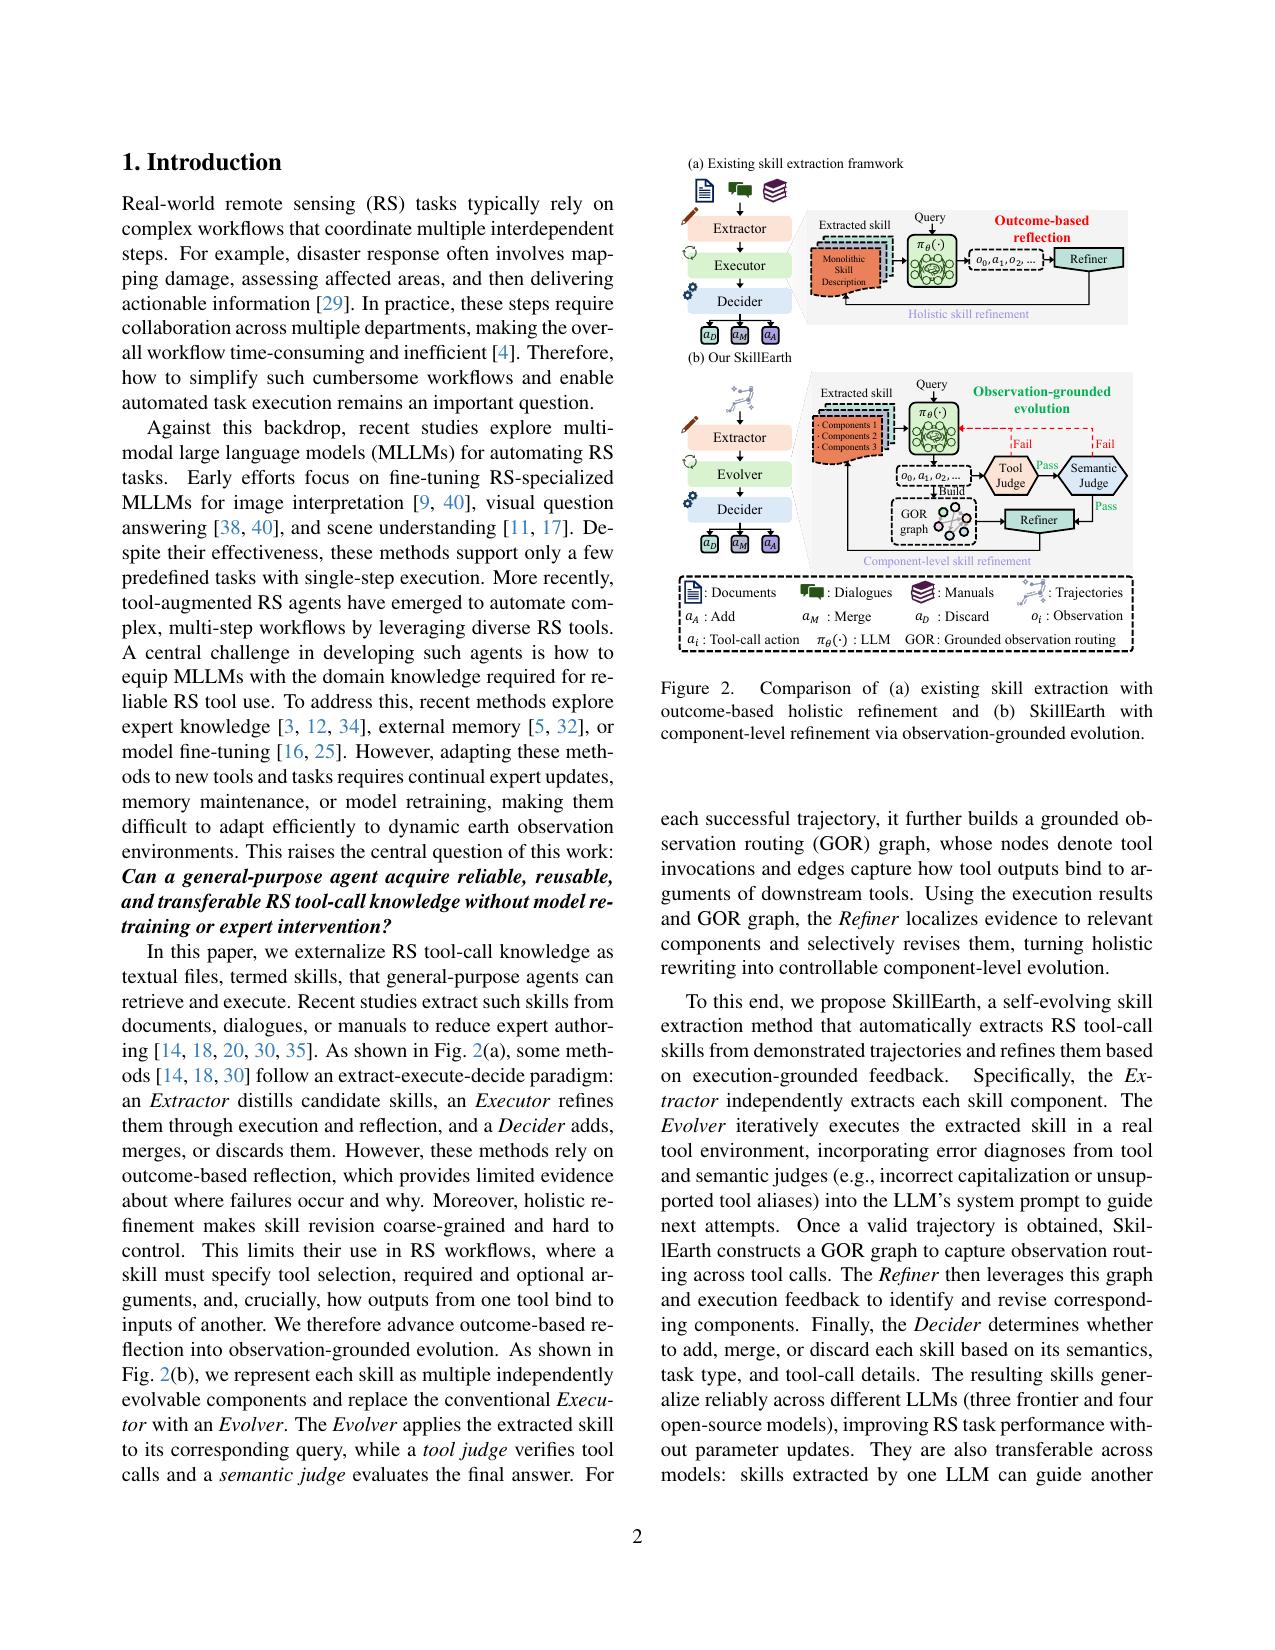 1. Introduction
Real-world remote sensing (RS) tasks typically rely on
complex workflows that coordinate multiple interdependent
steps. For example, disaster response often involves map-
ping damage, assessing affected areas, and then delivering
actionable information [29]. In practice, these steps require
collaboration across multiple departments, making the over-
all workflow time-consuming and inefficient [4]. Therefore,
how to simplify such cumbersome workflows and enable
automated task execution remains an important question.
Against this backdrop, recent studies explore multi-
modal large language models (MLLMs) for automating RS
tasks. Early efforts focus on fine-tuning RS-specialized
MLLMs for image interpretation [9, 40], visual question
answering [38, 40], and scene understanding [11, 17]. De-
spite their effectiveness, these methods support only a few
predefined tasks with single-step execution. More recently,
tool-augmented RS agents have emerged to automate com-
plex, multi-step workflows by leveraging diverse RS tools.
A central challenge in developing such agents is how to
equip MLLMs with the domain knowledge required for re-
liable RS tool use. To address this, recent methods explore
expert knowledge [3, 12, 34], external memory [5, 32], or
model fine-tuning [16, 25]. However, adapting these meth-
ods to new tools and tasks requires continual expert updates,
memory maintenance, or model retraining, making them
difficult to adapt efficiently to dynamic earth observation
environments. This raises the central question of this work:
Can a general-purpose agent acquire reliable, reusable,
and transferable RS tool-call knowledge without model re-
training or expert intervention?
In this paper, we externalize RS tool-call knowledge as
textual files, termed skills, that general-purpose agents can
retrieve and execute. Recent studies extract such skills from
documents, dialogues, or manuals to reduce expert author-
ing [14, 18, 20, 30, 35]. As shown in Fig. 2(a), some meth-
ods [14, 18, 30] follow an extract-execute-decide paradigm:
an Extractor distills candidate skills, an Executor refines
them through execution and reflection, and a Decider adds,
merges, or discards them. However, these methods rely on
outcome-based reflection, which provides limited evidence
about where failures occur and why. Moreover, holistic re-
finement makes skill revision coarse-grained and hard to
control. This limits their use in RS workflows, where a
skill must specify tool selection, required and optional ar-
guments, and, crucially, how outputs from one tool bind to
inputs of another. We therefore advance outcome-based re-
flection into observation-grounded evolution. As shown in
Fig. 2(b), we represent each skill as multiple independently
evolvable components and replace the conventional Execu-
tor with an Evolver. The Evolver applies the extracted skill
to its corresponding query, while a tool judge verifies tool
calls and a semantic judge evaluates the final answer. For
(a) Existing skill extraction framwork
Extractor
Executor
Decider
a_D a_M a_A
Extracted skill
Monolithic
Skill
Description
Query
π_θ(·)
Outcome-based
reflection
o_0, a_1, o_2, ...
Refiner
Holistic skill refinement
(b) Our SkillEarth
Extractor
Evolver
Decider
a_D a_M a_A
Extracted skill
· Components 1
· Components 2
· Components 3
Query
π_θ(·)
Observation-grounded
evolution
Fail
Fail
o_0, a_1, o_2, ...
Tool
Judge
Pass
Semantic
Judge
Build
Pass
GOR
graph
Refiner
Component-level skill refinement
: Documents : Dialogues : Manuals : Trajectories
a_A : Add a_M : Merge a_D : Discard o_i : Observation
a_i : Tool-call action π_θ(·) : LLM GOR: Grounded observation routing
Figure 2. Comparison of (a) existing skill extraction with
outcome-based holistic refinement and (b) SkillEarth with
component-level refinement via observation-grounded evolution.
each successful trajectory, it further builds a grounded ob-
servation routing (GOR) graph, whose nodes denote tool
invocations and edges capture how tool outputs bind to ar-
guments of downstream tools. Using the execution results
and GOR graph, the Refiner localizes evidence to relevant
components and selectively revises them, turning holistic
rewriting into controllable component-level evolution.
To this end, we propose SkillEarth, a self-evolving skill
extraction method that automatically extracts RS tool-call
skills from demonstrated trajectories and refines them based
on execution-grounded feedback. Specifically, the Ex-
tractor independently extracts each skill component. The
Evolver iteratively executes the extracted skill in a real
tool environment, incorporating error diagnoses from tool
and semantic judges (e.g., incorrect capitalization or unsup-
ported tool aliases) into the LLM's system prompt to guide
next attempts. Once a valid trajectory is obtained, Skil-
lEarth constructs a GOR graph to capture observation rout-
ing across tool calls. The Refiner then leverages this graph
and execution feedback to identify and revise correspond-
ing components. Finally, the Decider determines whether
to add, merge, or discard each skill based on its semantics,
task type, and tool-call details. The resulting skills gener-
alize reliably across different LLMs (three frontier and four
open-source models), improving RS task performance with-
out parameter updates. They are also transferable across
models: skills extracted by one LLM can guide another
2